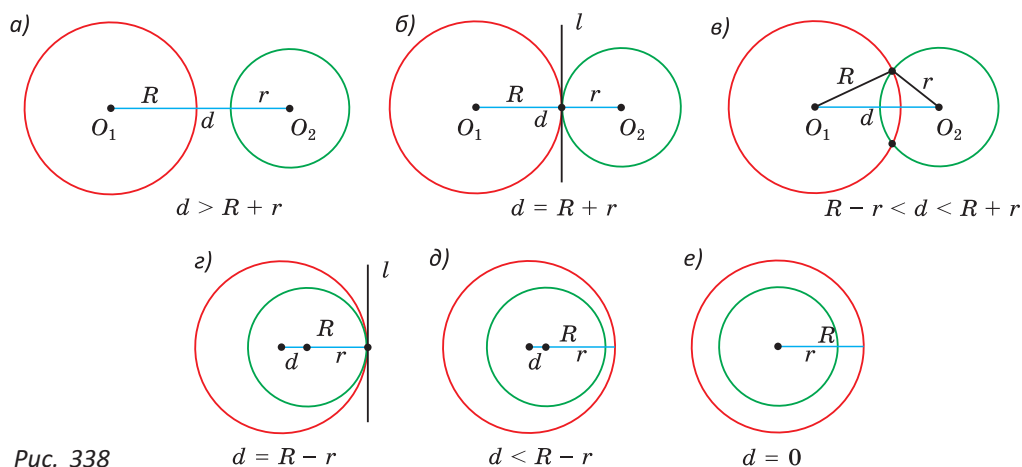 а)
R r
d
O₁ O₂
d > R + r
б) l
R r
d
O₁ O₂
d = R + r
в)
R r
d
O₁ O₂
R − r < d < R + r
г) l
R
d r
d = R − r
д)
R
d r
d < R − r
е)
R
r
d = 0
Рис. 338